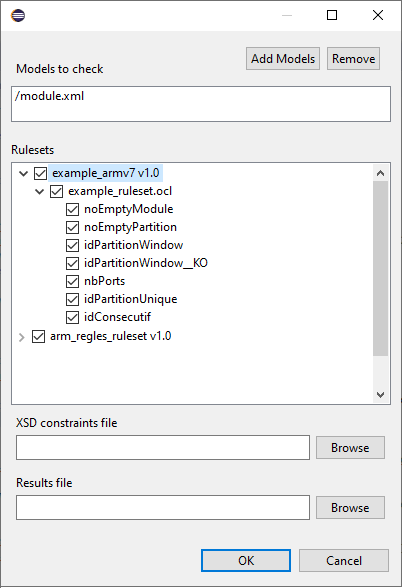 Models to check
Add Models
Remove
/module.xml
Rulesets
example_armv7 v1.0
example_ruleset.ocl
noEmptyModule
noEmptyPartition
idPartitionWindow
idPartitionWindow__KO
nbPorts
idPartitionUnique
idConsecutif
arm_regles_ruleset v1.0
XSD constraints file
Browse
Results file
Browse
OK
Cancel